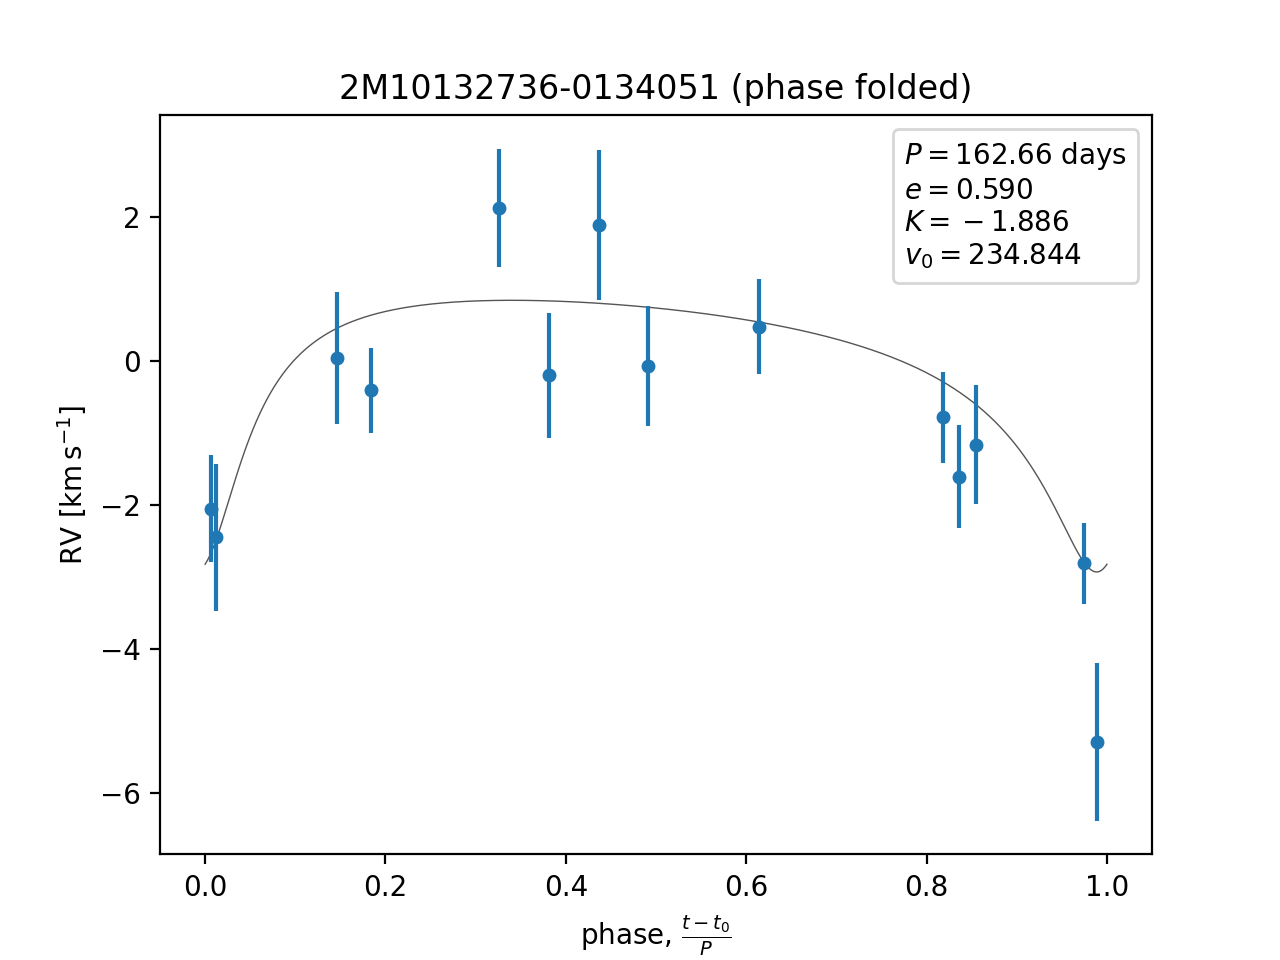 2M10132736-0134051 (phase folded)
P = 162.66 days
e = 0.590
K = −1.886
v₀ = 234.844
RV [km s⁻¹]
2
0
−2
−4
−6
0.0 0.2 0.4 0.6 0.8 1.0
phase, (t − t₀)/P